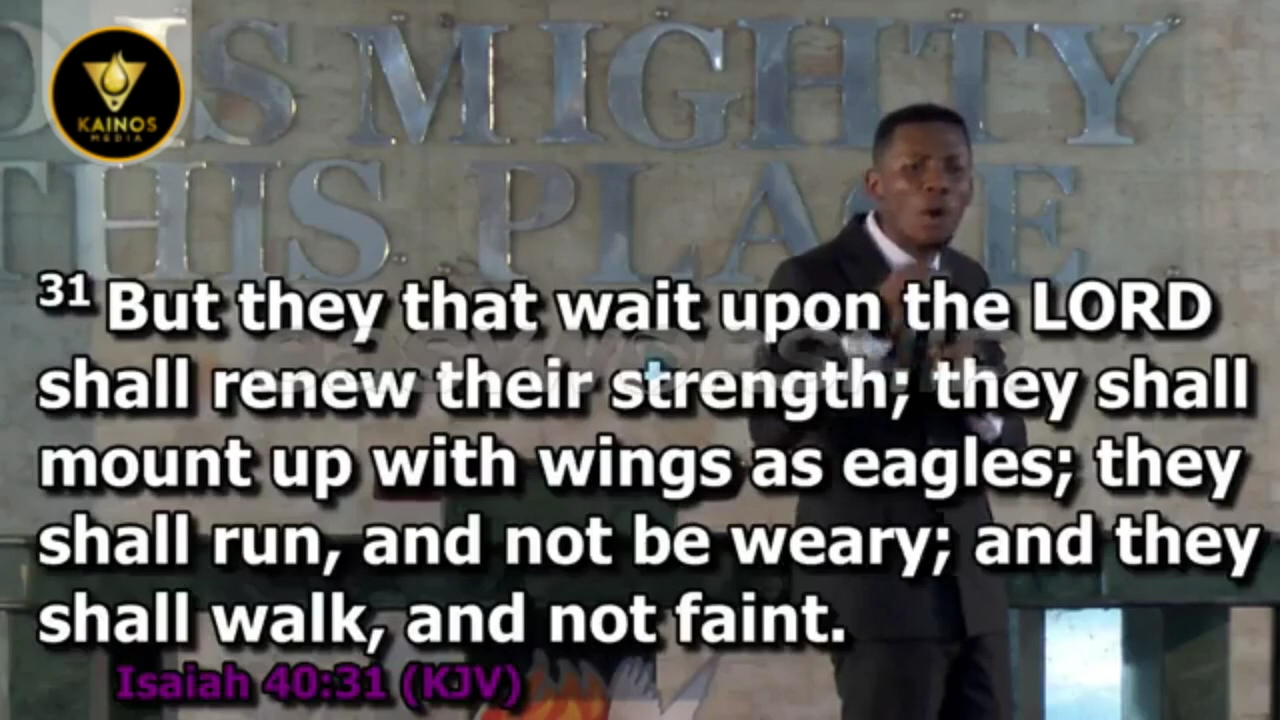 IS MIGHTY
THIS PLACE
KAINOS
MEDIA
31 But they that wait upon the LORD
shall renew their strength; they shall
mount up with wings as eagles; they
shall run, and not be weary; and they
shall walk, and not faint.
Isaiah 40:31 (KJV)